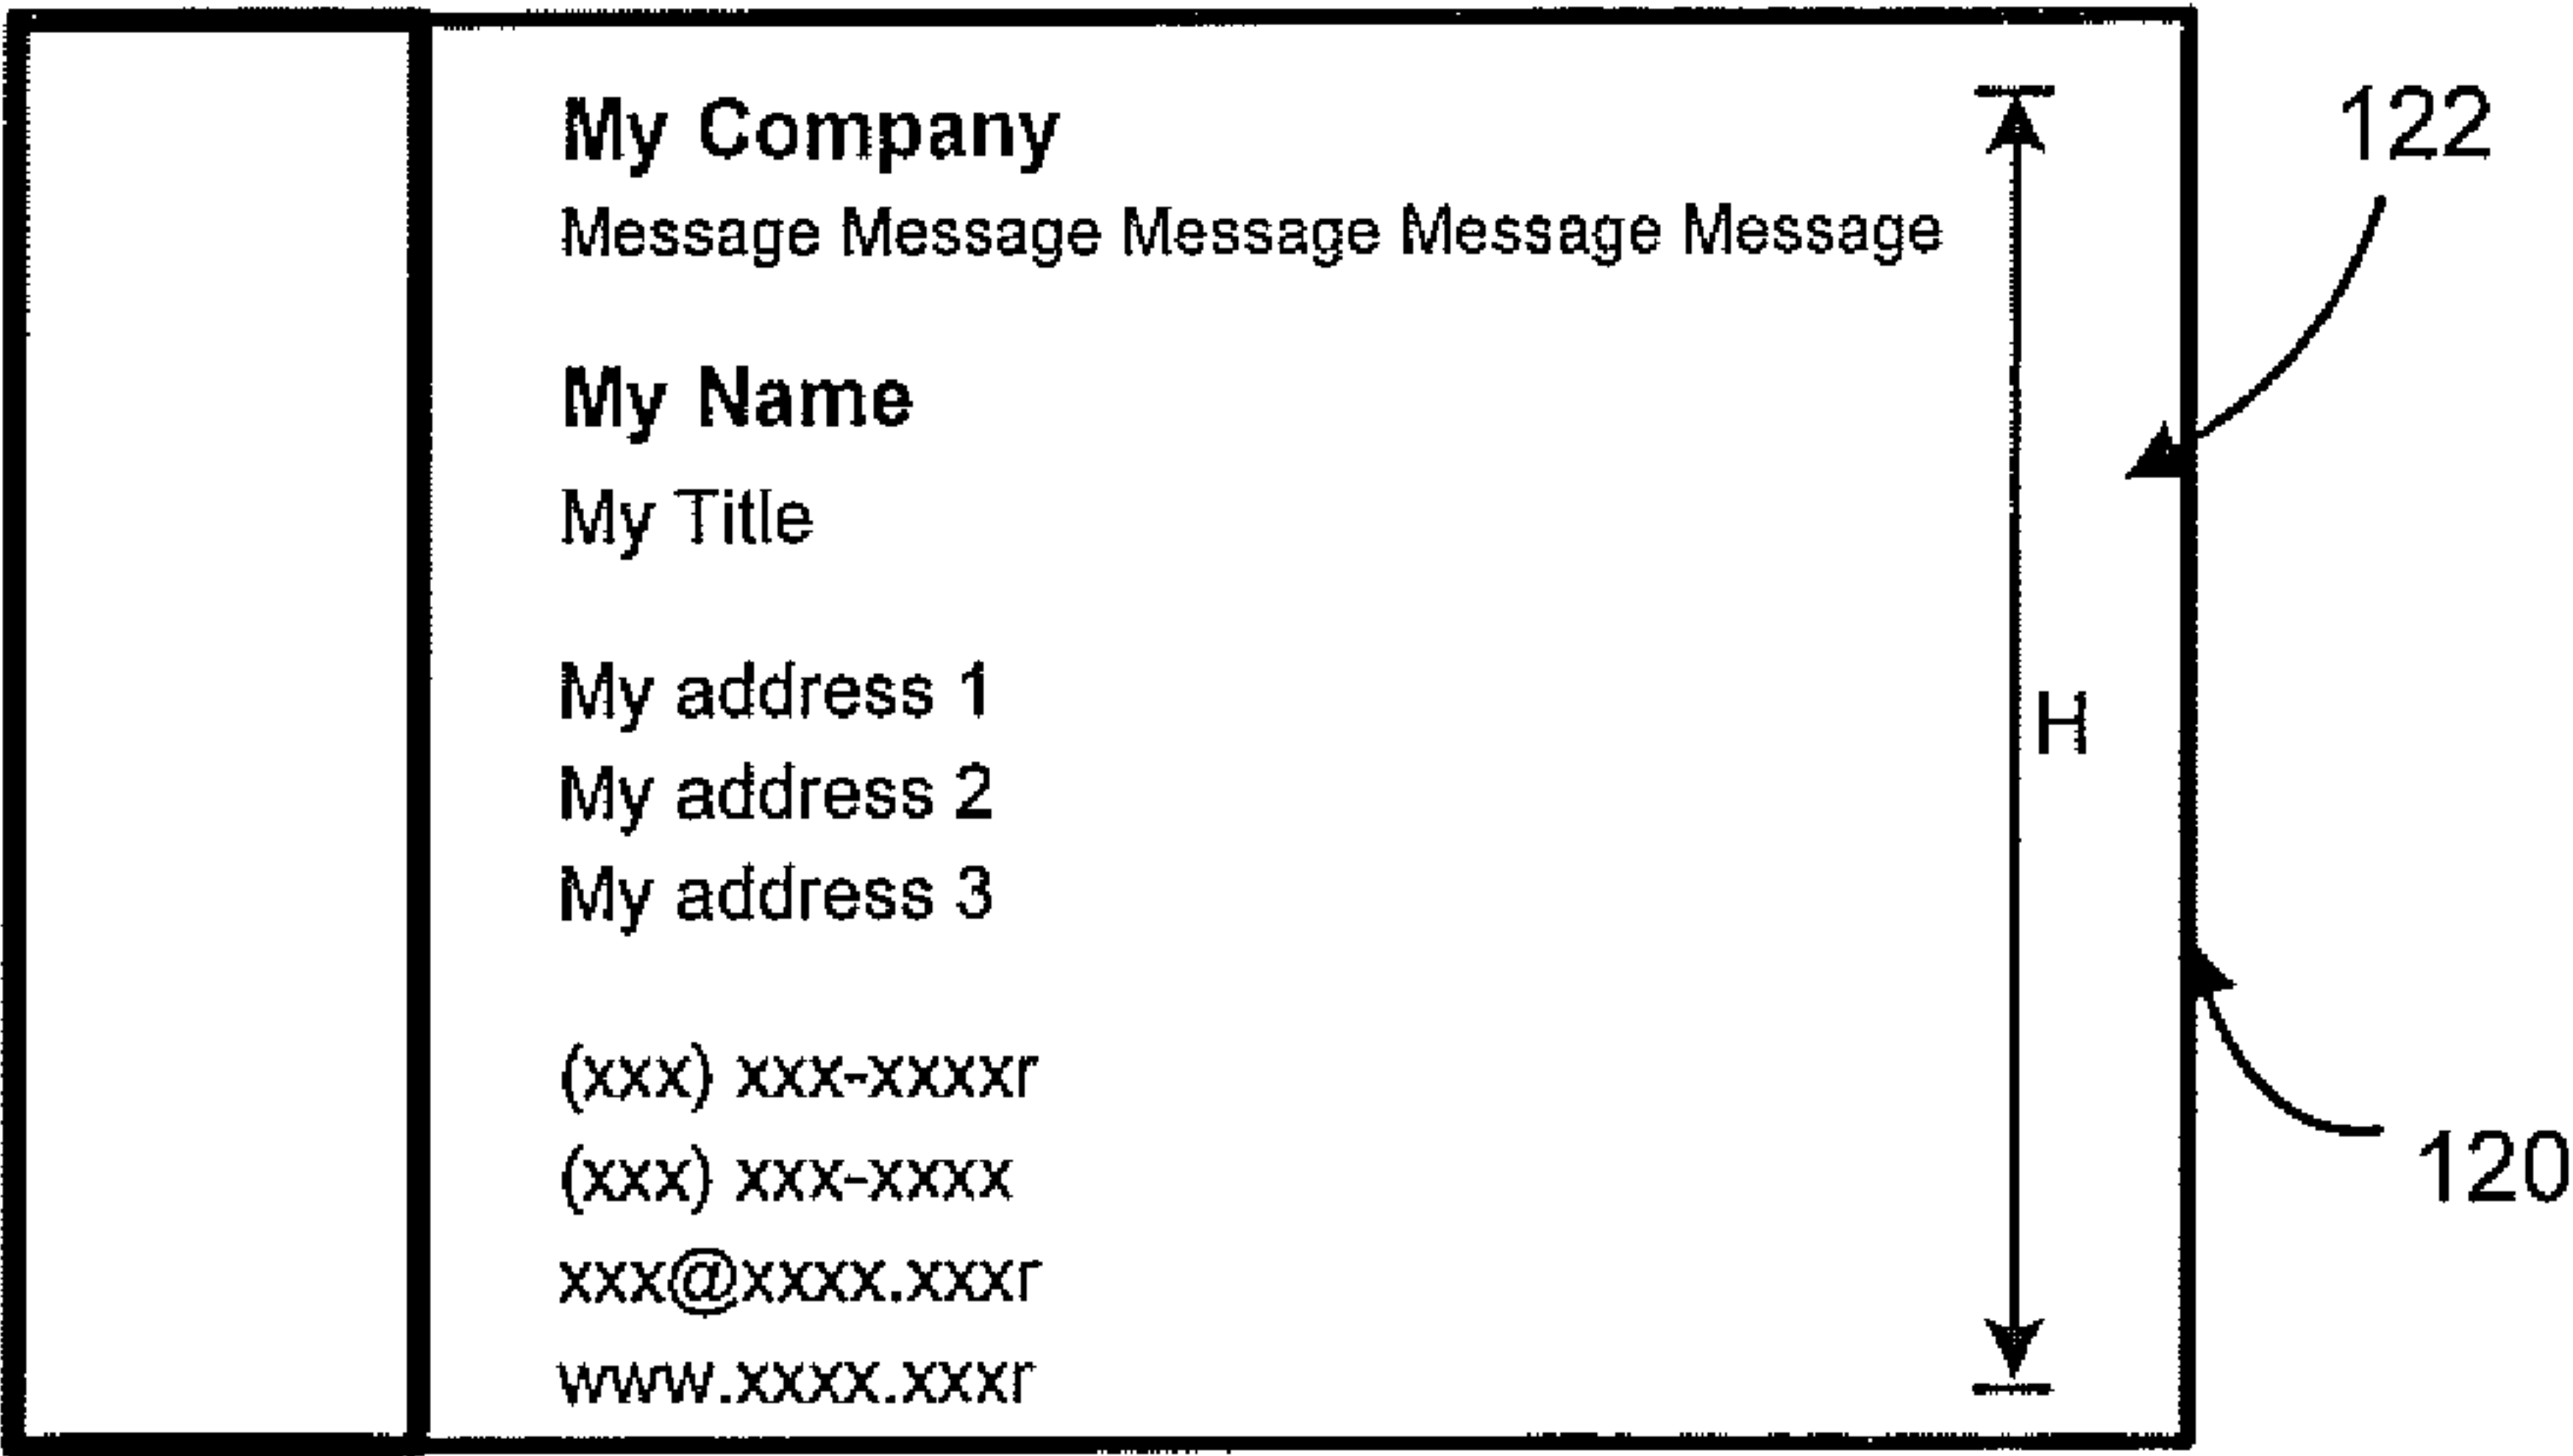 My Company
Message Message Message Message Message
My Name
My Title
My address 1
My address 2
My address 3
(xxx) xxx-xxxxr
(xxx) xxx-xxxx
xxx@xxxx.xxxr
www.xxxx.xxxr
H
122
120